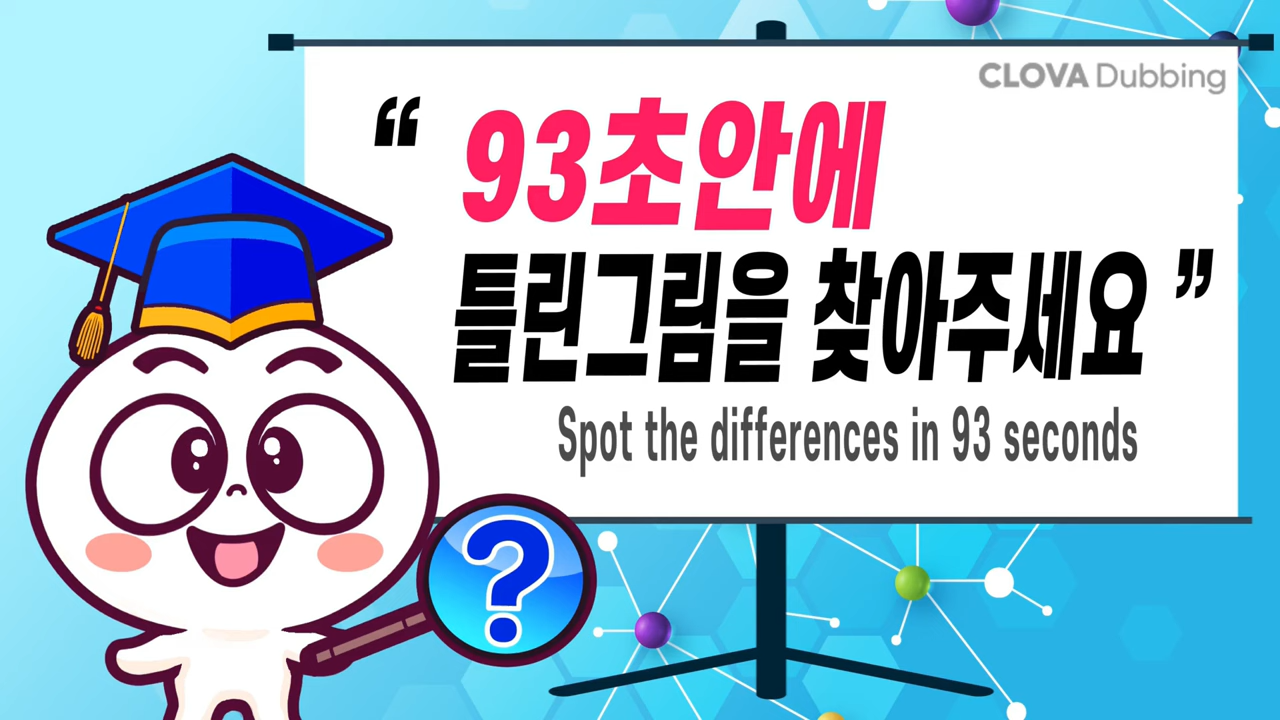 CLOVA Dubbing
“ 93초안에
틀린그림을 찾아주세요 ”
Spot the differences in 93 seconds
?